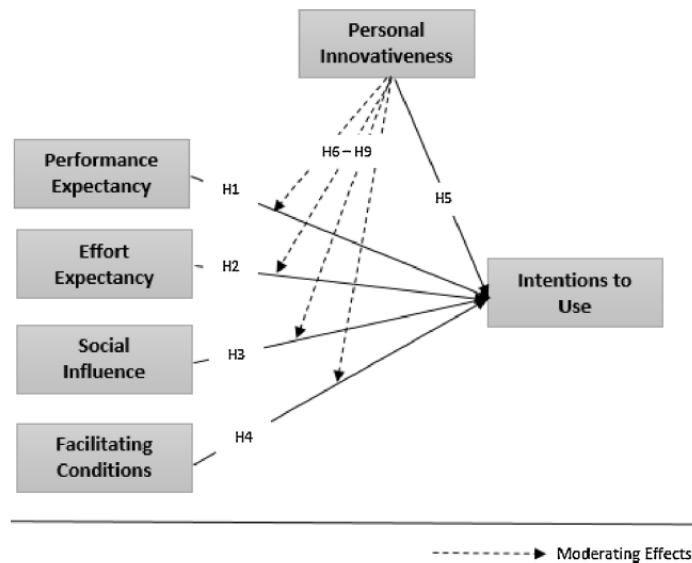 Personal
Innovativeness
H6 – H9
Performance
Expectancy
H1
H5
Effort
Expectancy
H2
Intentions to
Use
Social
Influence
H3
Facilitating
Conditions
H4
Moderating Effects